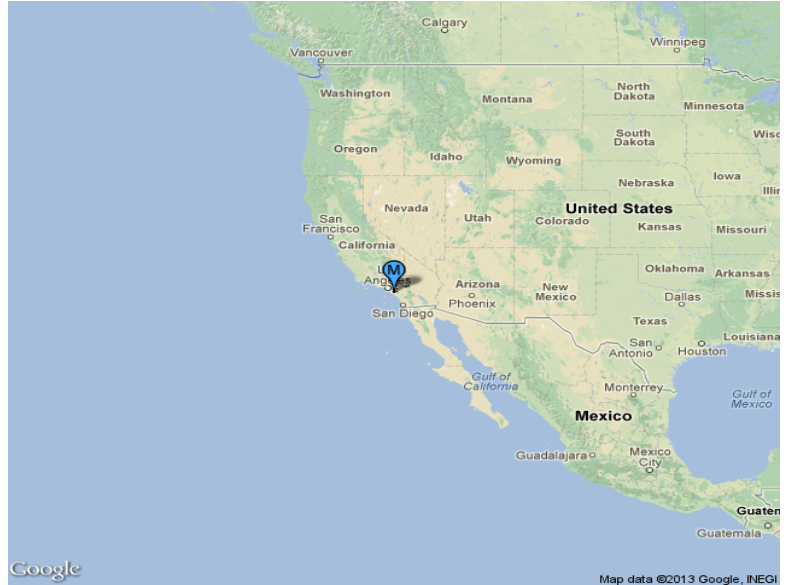 Calgary
Vancouver
Winnipeg
Washington
Montana
North
Dakota
Minnesota
Oregon
Idaho
South
Dakota
Wyoming
Iowa
Nebraska
Nevada
Utah
Colorado
United States
Kansas
Missouri
San
Francisco
California
M
Arizona
Phoenix
New
Mexico
Oklahoma
Arkansas
Dallas
San Diego
Texas
Louisiana
San
Antonio
Houston
Gulf of
California
Monterrey
Gulf of
Mexico
Mexico
Guadalajara
Mexico
City
Guatemala
Google
Map data ©2013 Google, INEGI